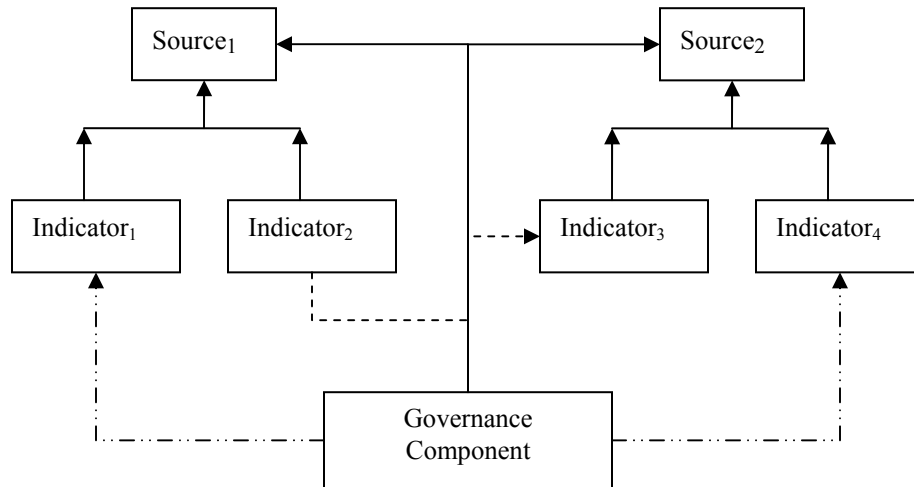 Source₁
Source₂
Indicator₁
Indicator₂
Indicator₃
Indicator₄
Governance
Component